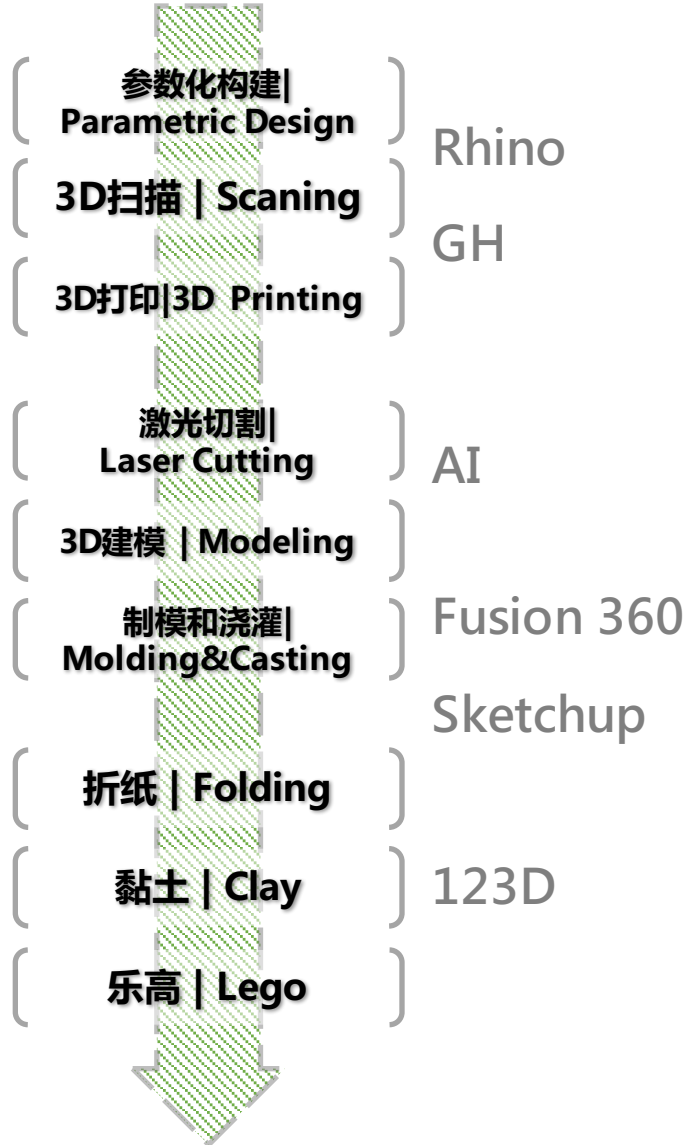 参数化构建|
Parametric Design
Rhino
3D扫描 | Scaning
GH
3D打印|3D Printing
激光切割|
Laser Cutting
AI
3D建模 | Modeling
制模和浇灌|
Molding&Casting
Fusion 360
Sketchup
折纸 | Folding
黏土 | Clay
123D
乐高 | Lego